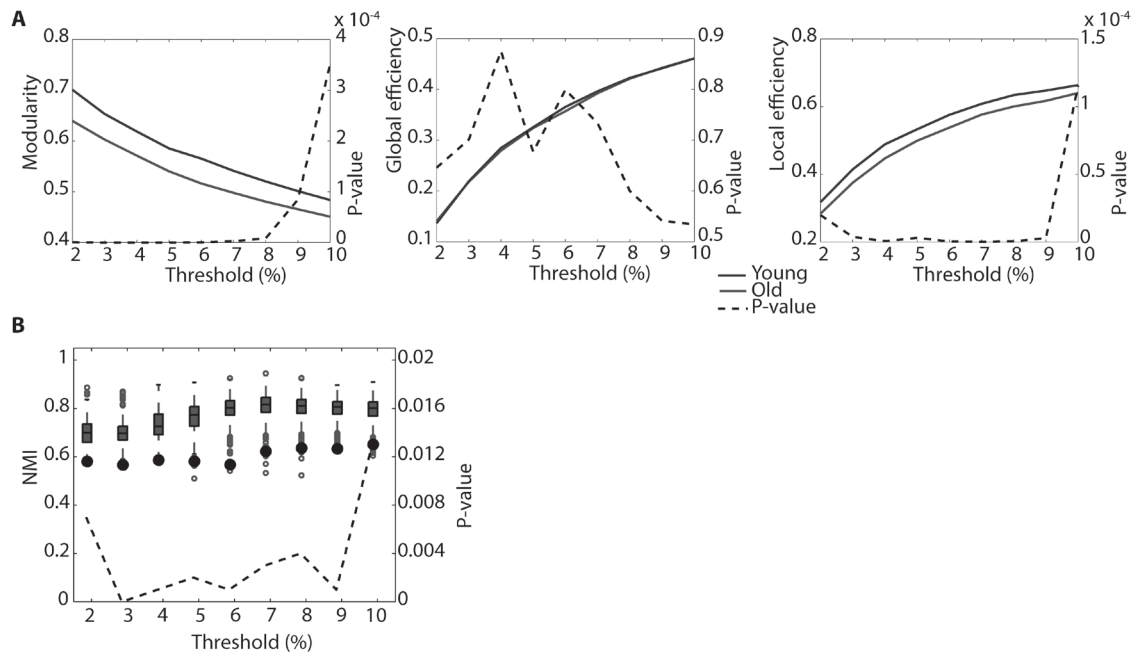 A
x 10-4
0.8
0.7
0.6
0.5
0.4
Modularity
4
3
2
1
0
P-value
2 3 4 5 6 7 8 9 10
Threshold (%)
0.5
0.4
0.3
0.2
0.1
Global efficiency
0.9
0.8
0.7
0.6
0.5
P-value
2 3 4 5 6 7 8 9 10
Threshold (%)
x 10-4
0.8
0.6
0.4
0.2
Local efficiency
1.5
1
0.5
0
P-value
2 3 4 5 6 7 8 9 10
Threshold (%)
Young
Old
P-value
B
1
0.8
0.6
0.8
0.2
0
NMI
0.02
0.016
0.012
0.008
0.004
0
P-value
2 3 4 5 6 7 8 9 10
Threshold (%)